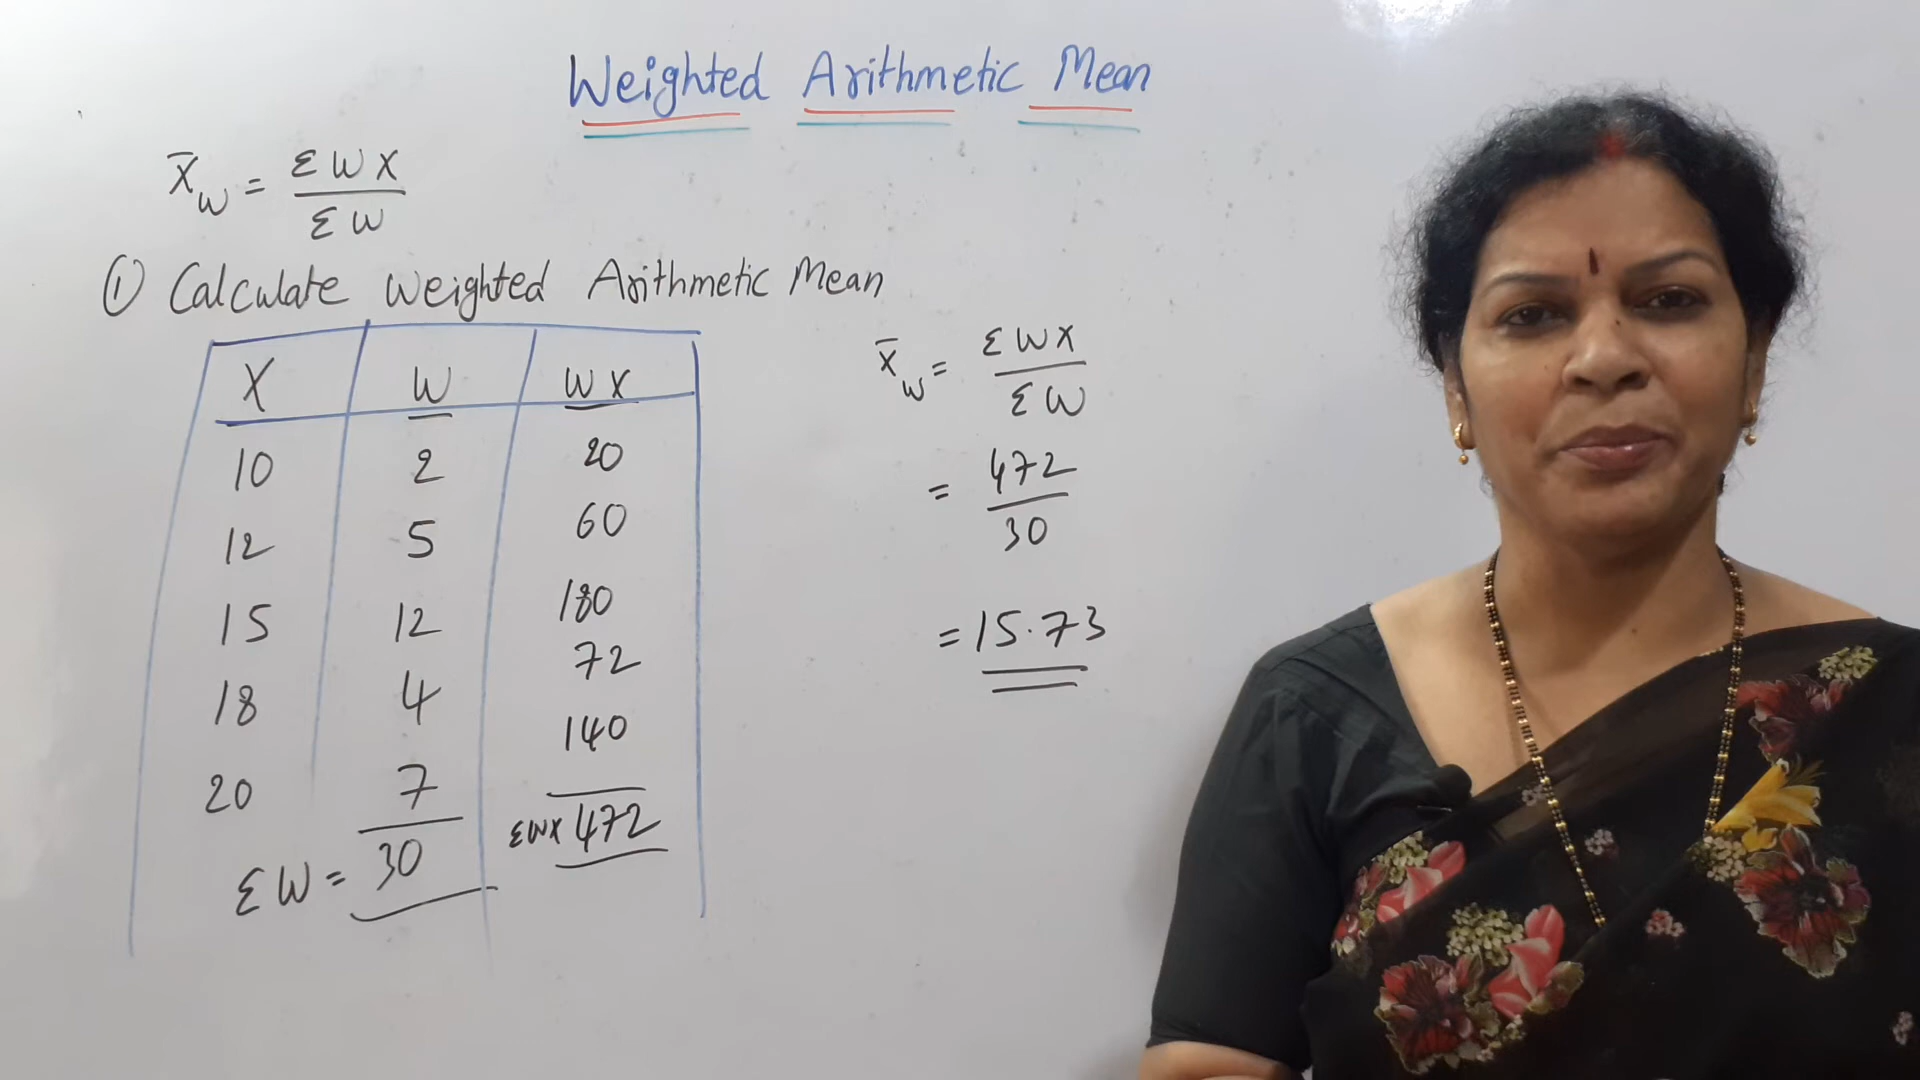 Weighted Arithmetic Mean
X̄w = ΣWX / ΣW
① Calculate Weighted Arithmetic Mean
X W WX
10 2 20
12 5 60
15 12 180
18 4 72
20 7 140
ΣW = 30 ΣWX 472
X̄w = ΣWX / ΣW
= 472 / 30
= 15.73